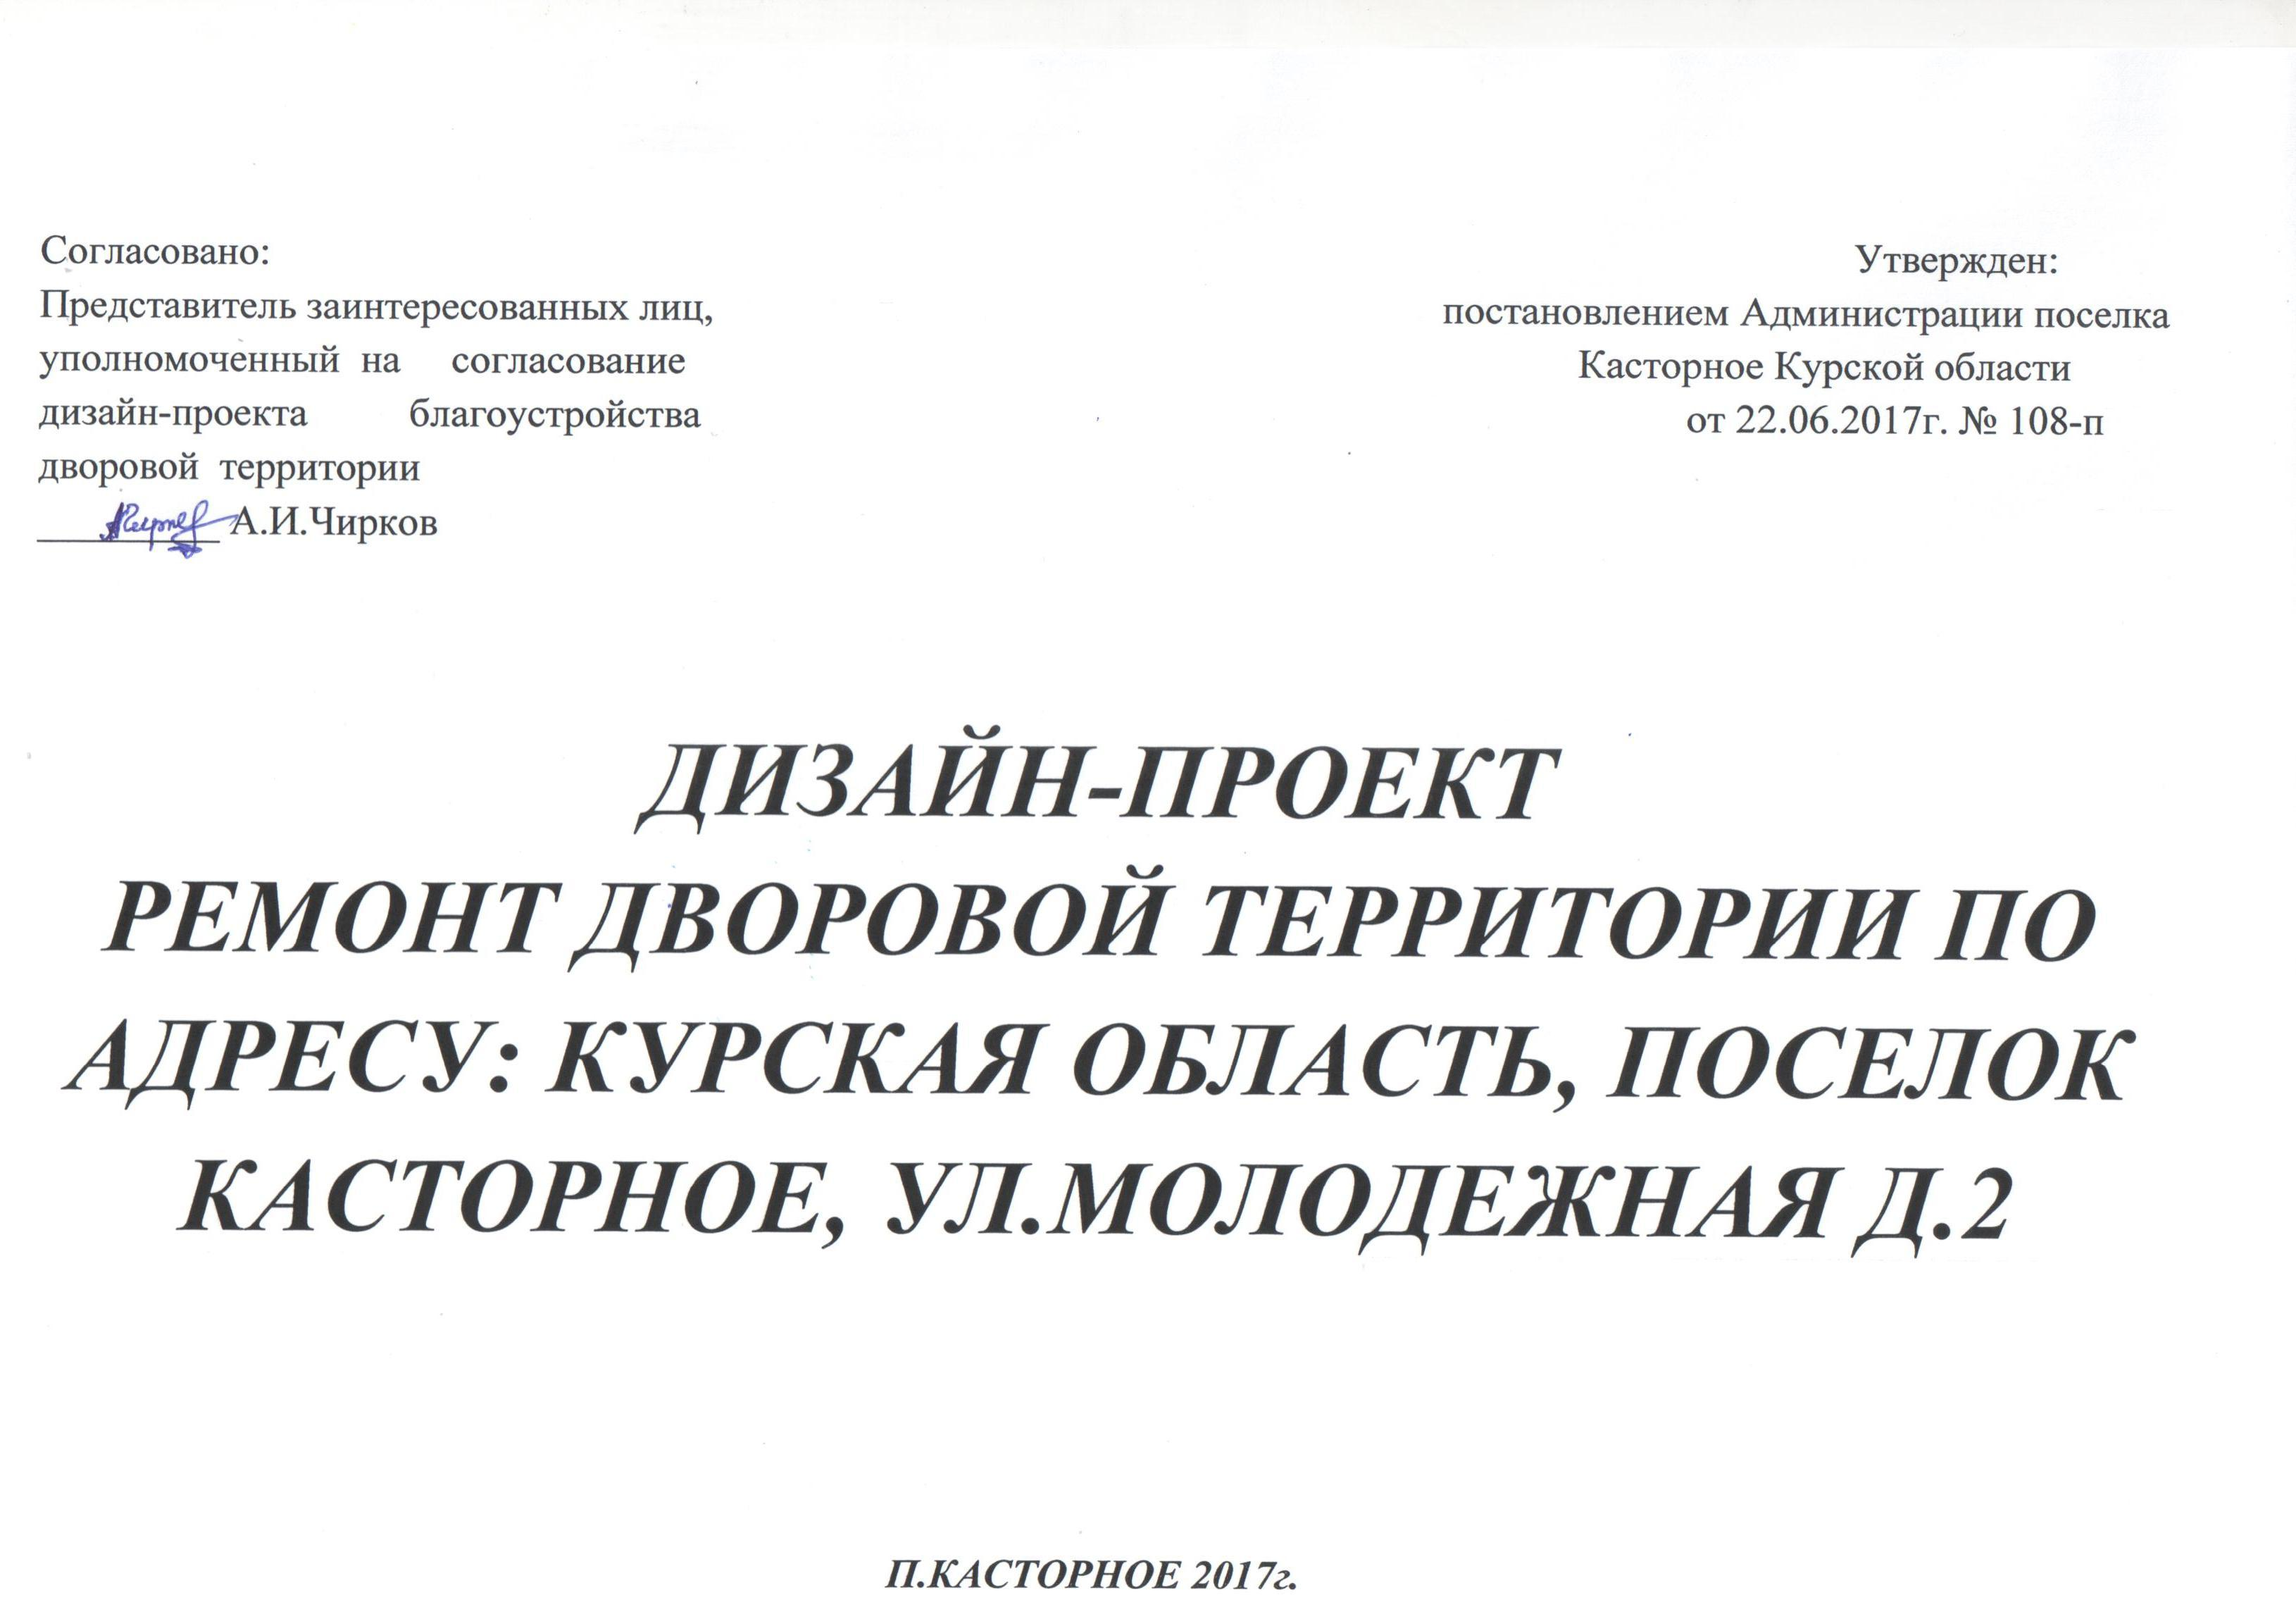 Согласовано:
Представитель заинтересованных лиц,
уполномоченный на согласование
дизайн-проекта благоустройства
дворовой территории
А.И.Чирков
Утвержден:
постановлением Администрации поселка
Касторное Курской области
от 22.06.2017г. № 108-п
ДИЗАЙН-ПРОЕКТ
РЕМОНТ ДВОРОВОЙ ТЕРРИТОРИИ ПО
АДРЕСУ: КУРСКАЯ ОБЛАСТЬ, ПОСЕЛОК
КАСТОРНОЕ, УЛ.МОЛОДЕЖНАЯ Д.2
П.КАСТОРНОЕ 2017г.